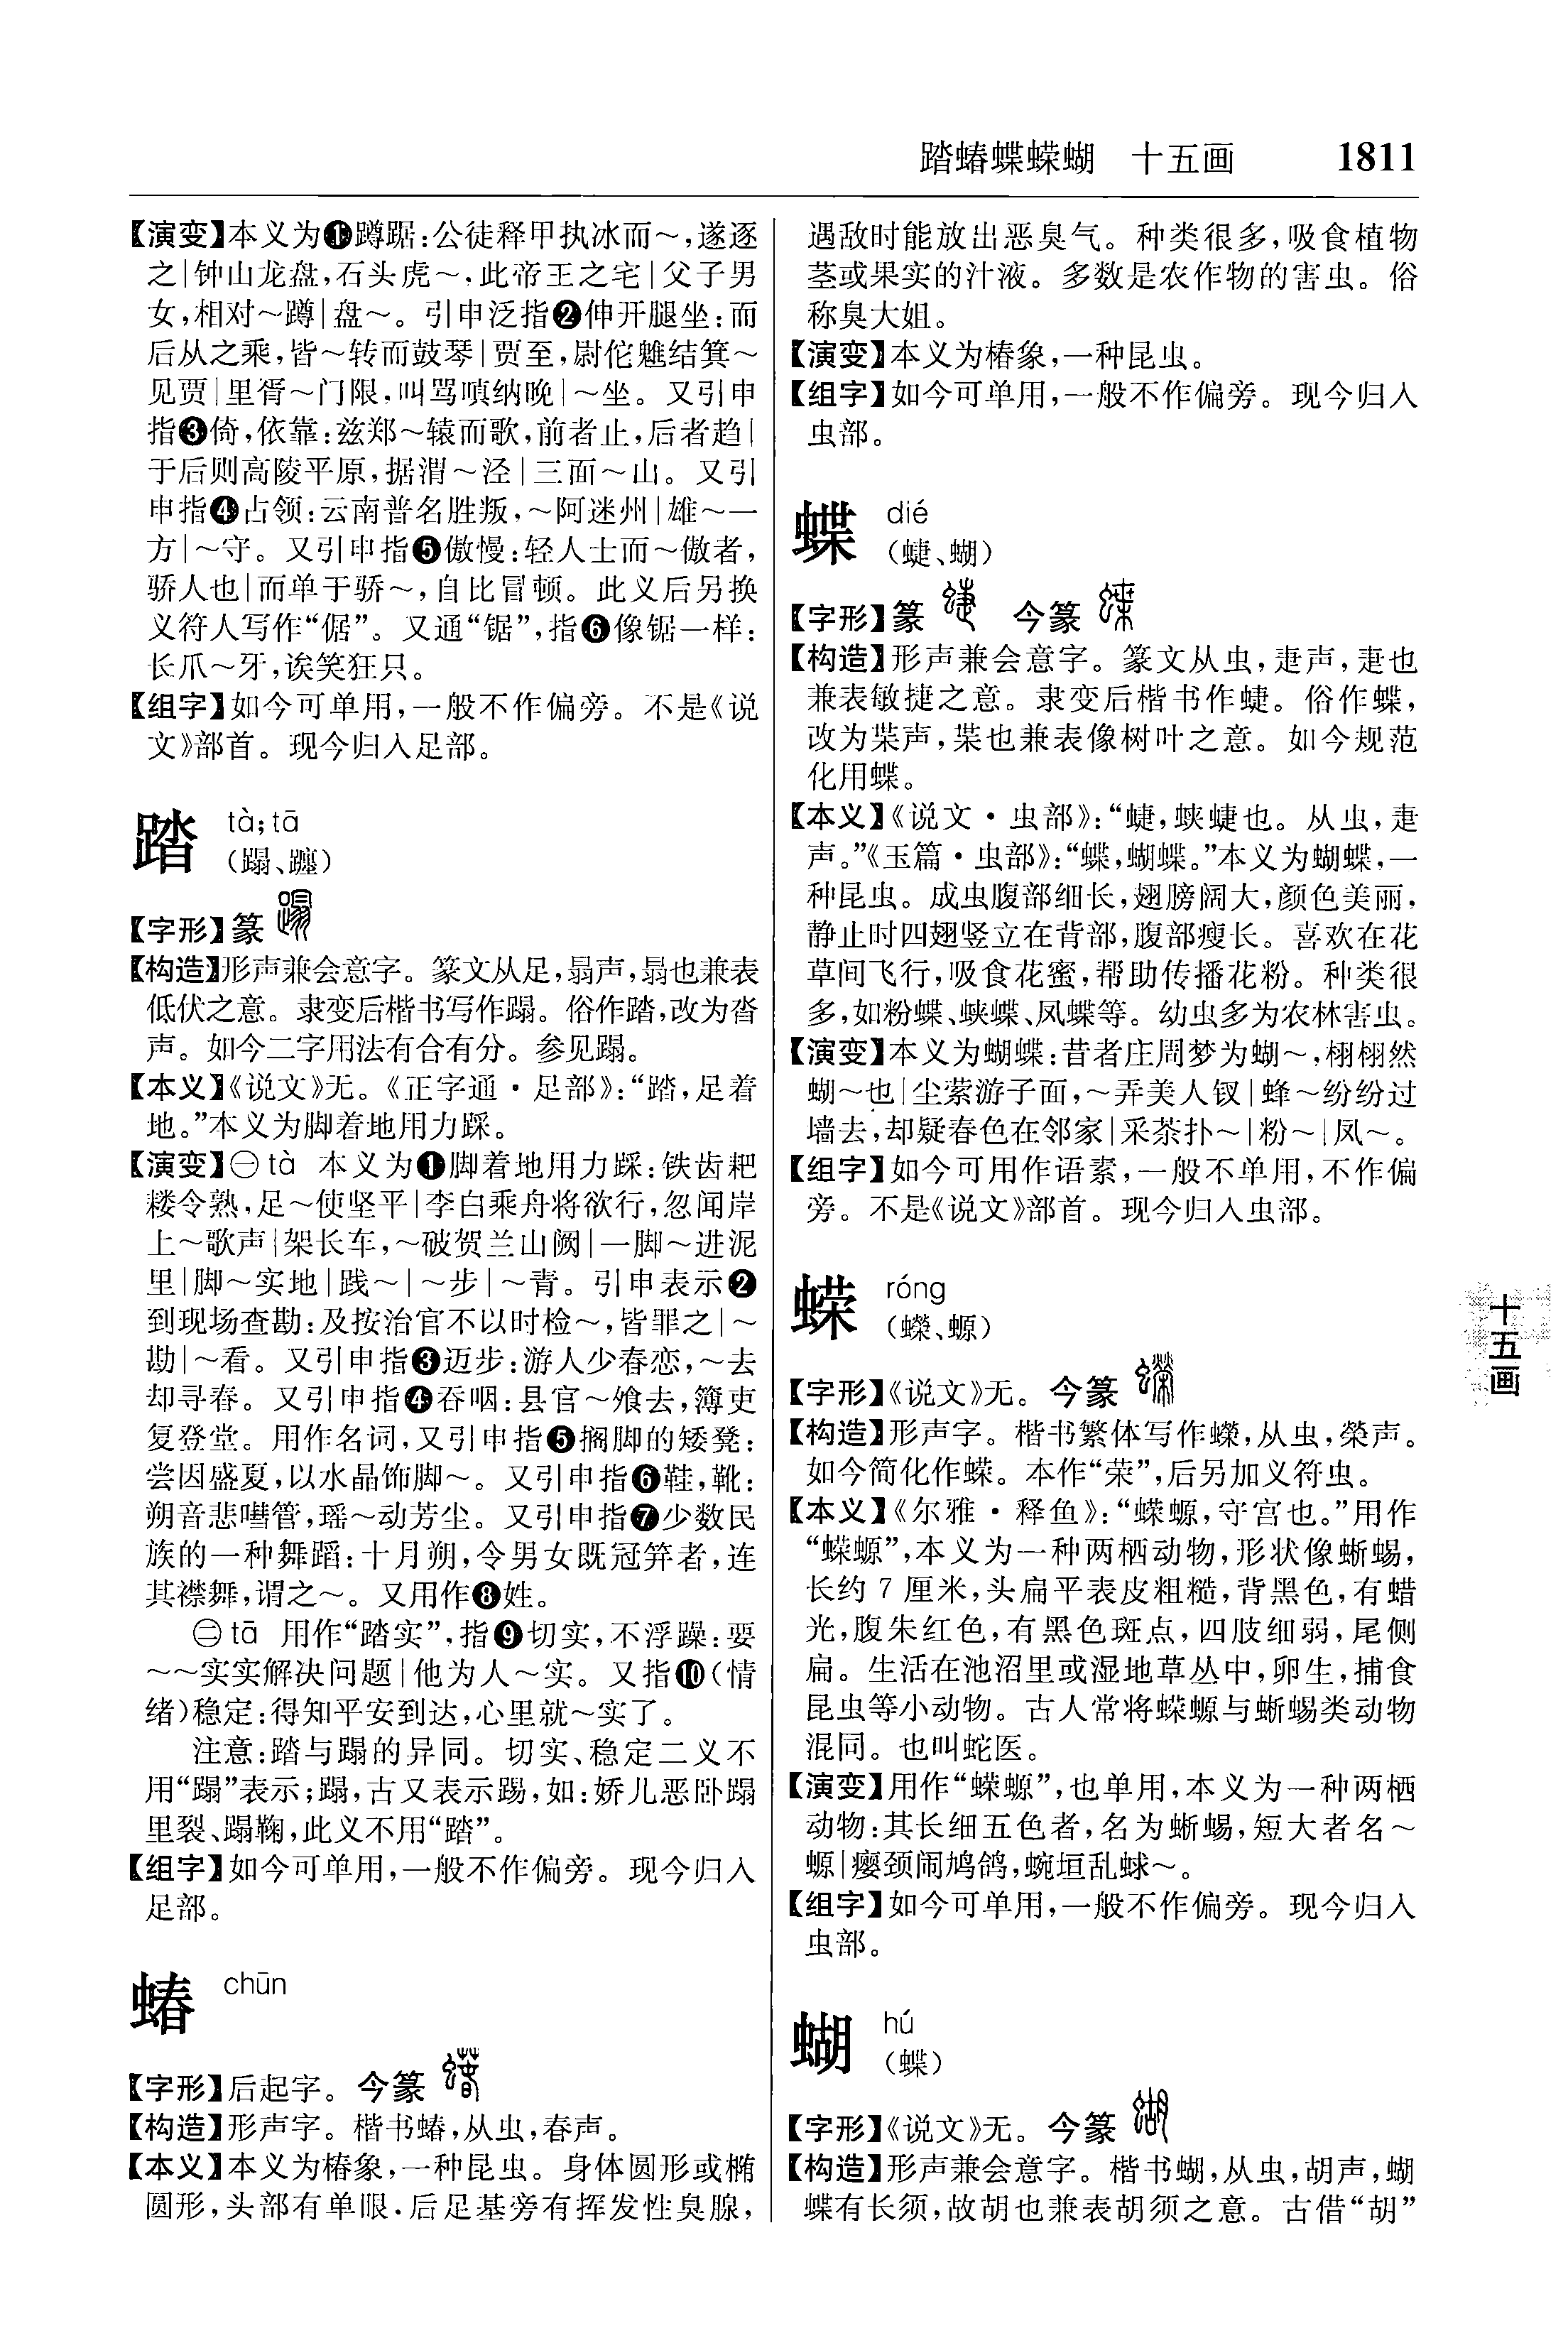 踏蝽蝶蝾蝴 十五画 1811
【演变】本义为❶蹲踞:公徒释甲执冰而～,遂逐
之|钟山龙盘,石头虎～,此帝王之宅|父子男
女,相对～蹲|盘～。引申泛指❷伸开腿坐:而
后从之乘,皆～转而鼓琴|贾至,尉佗魋结箕～
见贾|里胥～门限,叫骂嗔纳晚|～坐。又引申
指❸倚,依靠:兹郑～辕而歌,前者止,后者趋|
于后则高陵平原,据渭～泾|三面～山。又引
申指❹占领:云南普名胜叛,～阿迷州|雄～一
方|～守。又引申指❺傲慢:轻人士而～傲者,
骄人也|而单于骄～,自比冒顿。此义后另换
义符人写作“倨”。又通“锯”,指❻像锯一样:
长爪～牙,诶笑狂只。
【组字】如今可单用,一般不作偏旁。不是《说
文》部首。现今归入足部。
踏 tà;tā
(蹋、躢)
【字形】篆
【构造】形声兼会意字。篆文从足,𦐇声,𦐇也兼表
低伏之意。隶变后楷书写作蹋。俗作踏,改为沓
声。如今二字用法有合有分。参见蹋。
【本义】《说文》无。《正字通·足部》:“踏,足着
地。”本义为脚着地用力踩。
【演变】㊀tà 本义为❶脚着地用力踩:铁齿耙
耧令熟,足～使坚平|李白乘舟将欲行,忽闻岸
上～歌声|架长车,～破贺兰山阙|一脚～进泥
里|脚～实地|践～|～步|～青。引申表示❷
到现场查勘:及按治官不以时检～,皆罪之|～
勘|～看。又引申指❸迈步:游人少春恋,～去
却寻春。又引申指❹吞咽:县官～飧去,簿吏
复登堂。用作名词,又引申指❺搁脚的矮凳:
尝因盛夏,以水晶饰脚～。又引申指❻鞋,靴:
朔音悲嘒管,瑶～动芳尘。又引申指❼少数民
族的一种舞蹈:十月朔,令男女既冠笄者,连
其襟舞,谓之～。又用作❽姓。
㊁tā 用作“踏实”,指❾切实,不浮躁:要
～～实实解决问题|他为人～实。又指❿(情
绪)稳定:得知平安到达,心里就～实了。
注意:踏与蹋的异同。切实、稳定二义不
用“蹋”表示;蹋,古又表示踢,如:娇儿恶卧蹋
里裂、蹋鞠,此义不用“踏”。
【组字】如今可单用,一般不作偏旁。现今归入
足部。
蝽 chūn
【字形】后起字。今篆
【构造】形声字。楷书蝽,从虫,春声。
【本义】本义为椿象,一种昆虫。身体圆形或椭
圆形,头部有单眼.后足基旁有挥发性臭腺,
遇敌时能放出恶臭气。种类很多,吸食植物
茎或果实的汁液。多数是农作物的害虫。俗
称臭大姐。
【演变】本义为椿象,一种昆虫。
【组字】如今可单用,一般不作偏旁。现今归入
虫部。
蝶 dié
(蜨、蝴)
【字形】篆 今篆
【构造】形声兼会意字。篆文从虫,疌声,疌也
兼表敏捷之意。隶变后楷书作蜨。俗作蝶,
改为枼声,枼也兼表像树叶之意。如今规范
化用蝶。
【本义】《说文·虫部》:“蜨,蛱蜨也。从虫,疌
声。”《玉篇·虫部》:“蝶,蝴蝶。”本义为蝴蝶,一
种昆虫。成虫腹部细长,翅膀阔大,颜色美丽,
静止时四翅竖立在背部,腹部瘦长。喜欢在花
草间飞行,吸食花蜜,帮助传播花粉。种类很
多,如粉蝶、蛱蝶、凤蝶等。幼虫多为农林害虫。
【演变】本义为蝴蝶:昔者庄周梦为蝴～,栩栩然
蝴～也|尘萦游子面,～弄美人钗|蜂～纷纷过
墙去,却疑春色在邻家|采茶扑～|粉～|凤～。
【组字】如今可用作语素,一般不单用,不作偏
旁。不是《说文》部首。现今归入虫部。
蝾 róng
(蠑、螈)
【字形】《说文》无。今篆
【构造】形声字。楷书繁体写作蠑,从虫,榮声。
如今简化作蝾。本作“荣”,后另加义符虫。
【本义】《尔雅·释鱼》:“蝾螈,守宫也。”用作
“蝾螈”,本义为一种两栖动物,形状像蜥蜴,
长约7厘米,头扁平表皮粗糙,背黑色,有蜡
光,腹朱红色,有黑色斑点,四肢细弱,尾侧
扁。生活在池沼里或湿地草丛中,卵生,捕食
昆虫等小动物。古人常将蝾螈与蜥蜴类动物
混同。也叫蛇医。
【演变】用作“蝾螈”,也单用,本义为一种两栖
动物:其长细五色者,名为蜥蜴,短大者名～
螈|瘿颈闹鸠鸽,蜿垣乱蛷～。
【组字】如今可单用,一般不作偏旁。现今归入
虫部。
蝴 hú
(蝶)
【字形】《说文》无。今篆
【构造】形声兼会意字。楷书蝴,从虫,胡声,蝴
蝶有长须,故胡也兼表胡须之意。古借“胡”
十五画